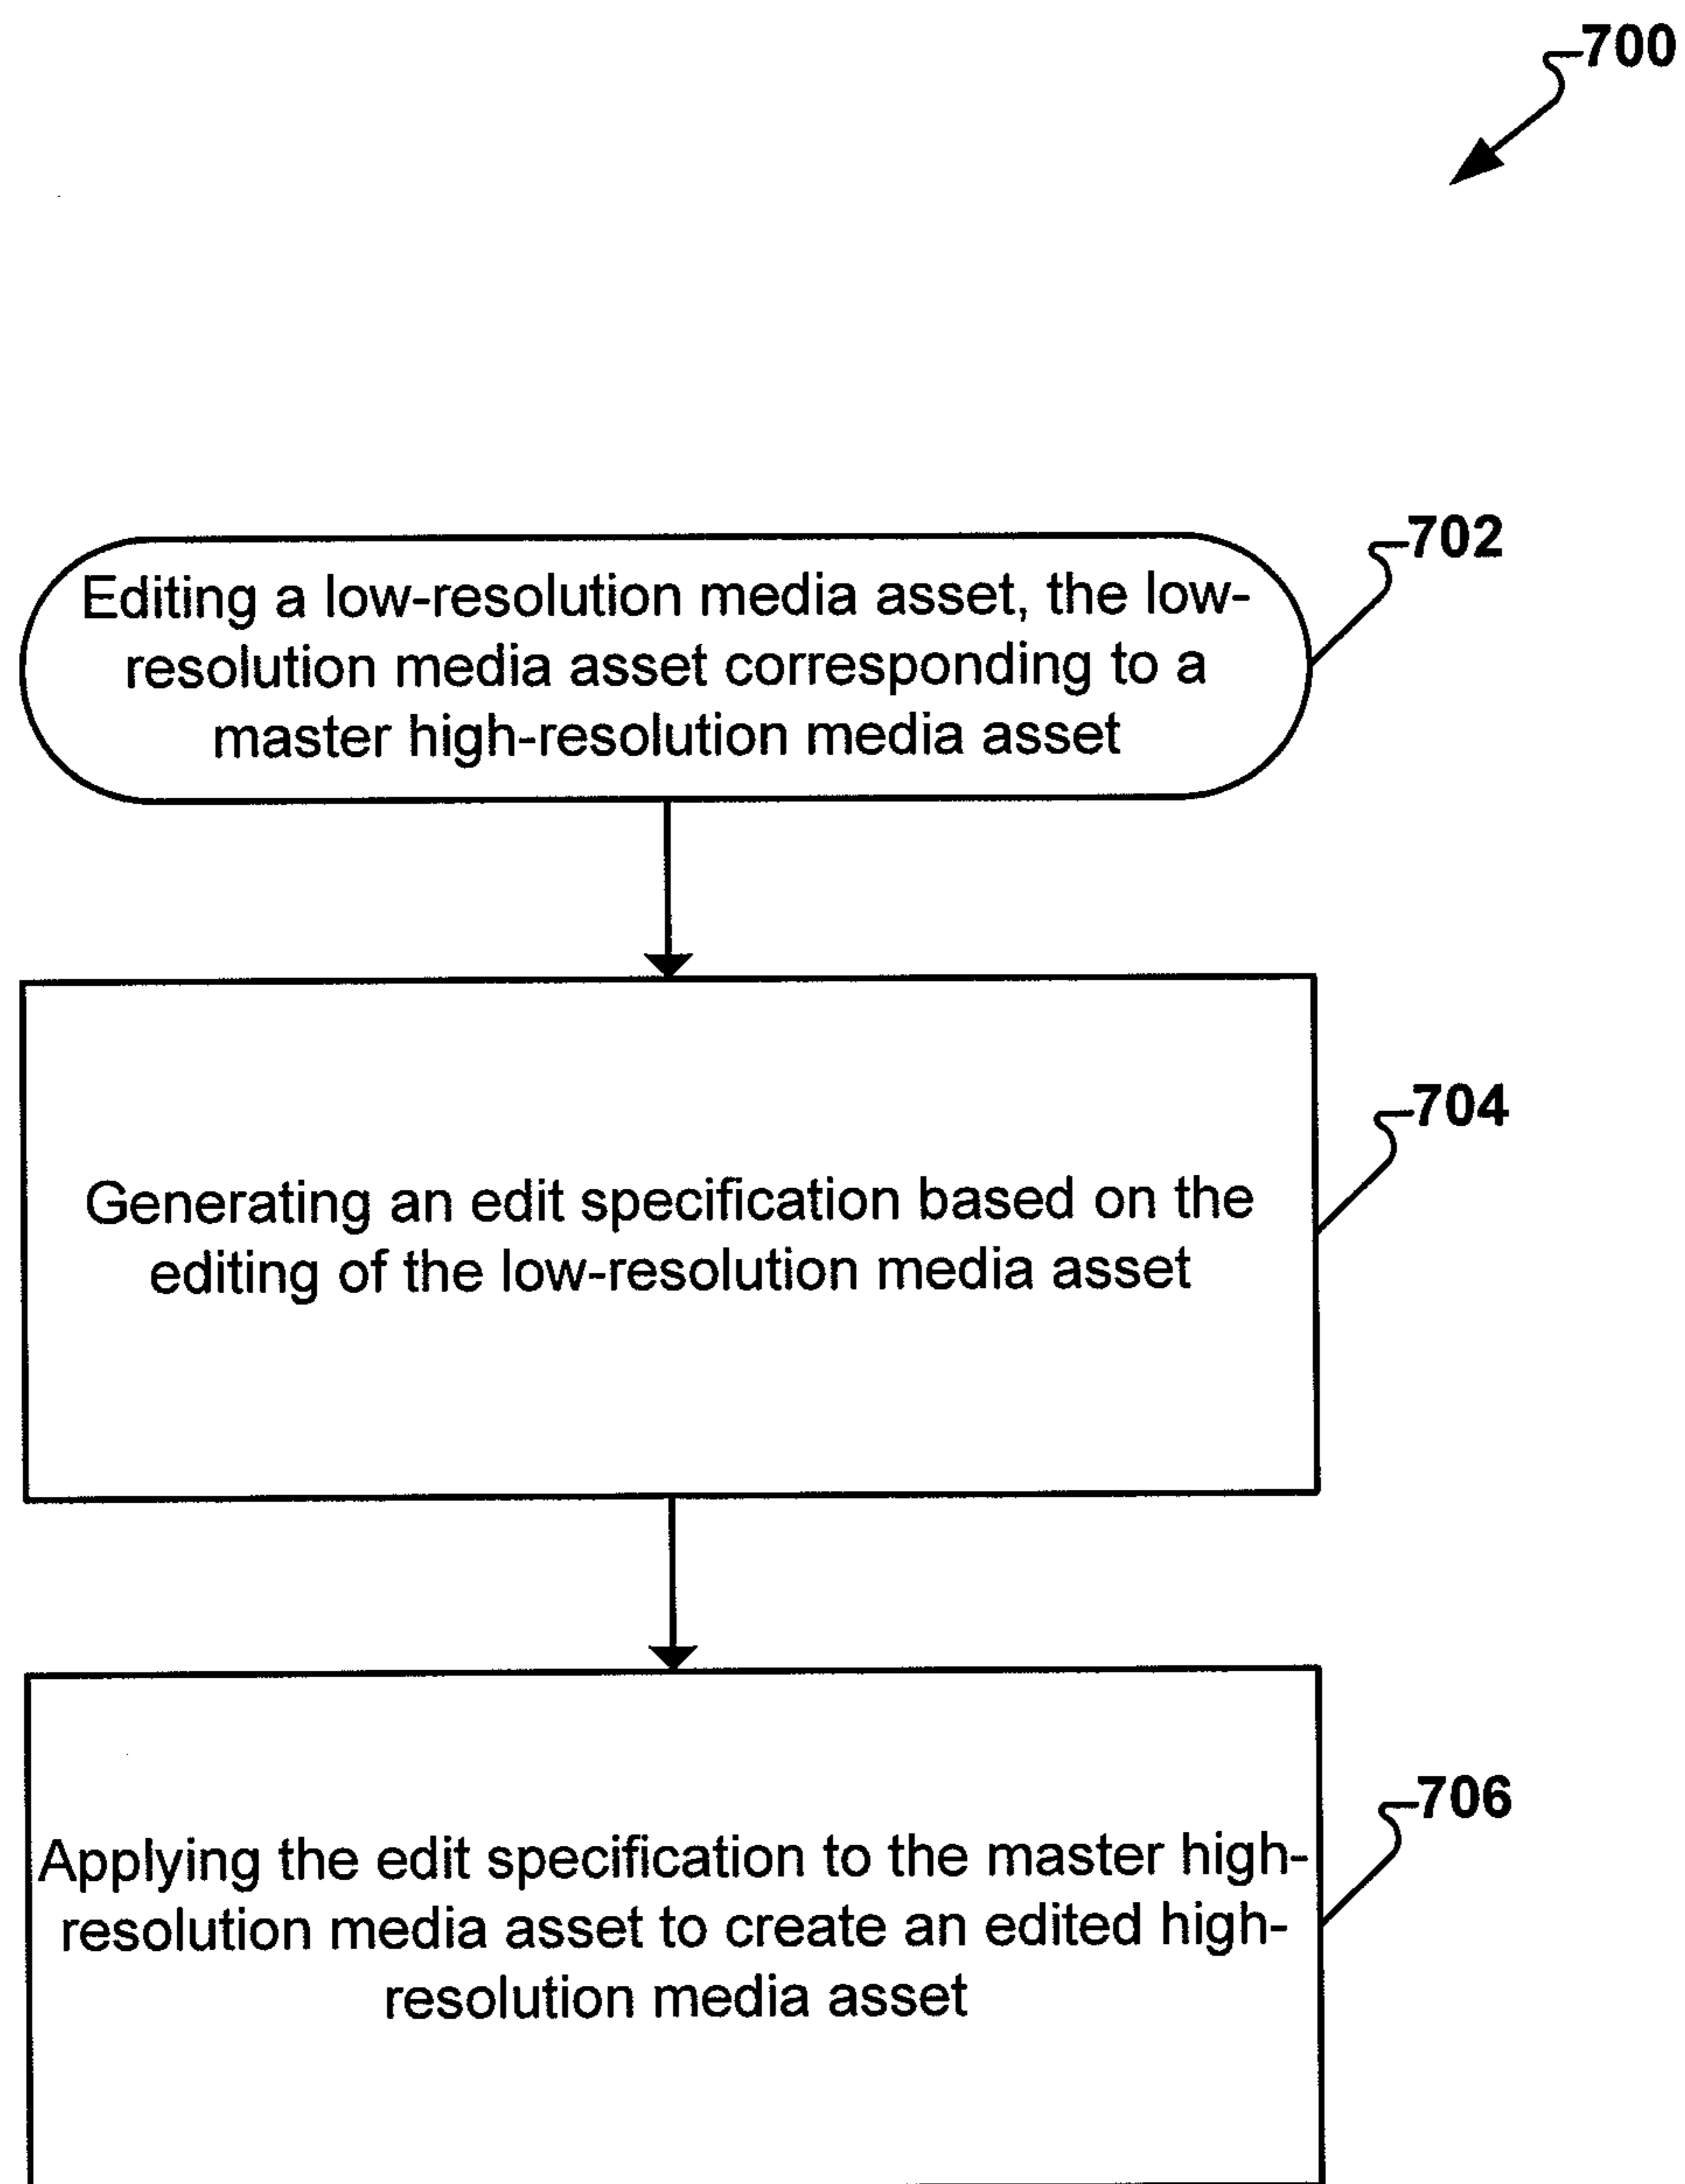 700
702
Editing a low-resolution media asset, the low-
resolution media asset corresponding to a
master high-resolution media asset
704
Generating an edit specification based on the
editing of the low-resolution media asset
706
Applying the edit specification to the master high-
resolution media asset to create an edited high-
resolution media asset